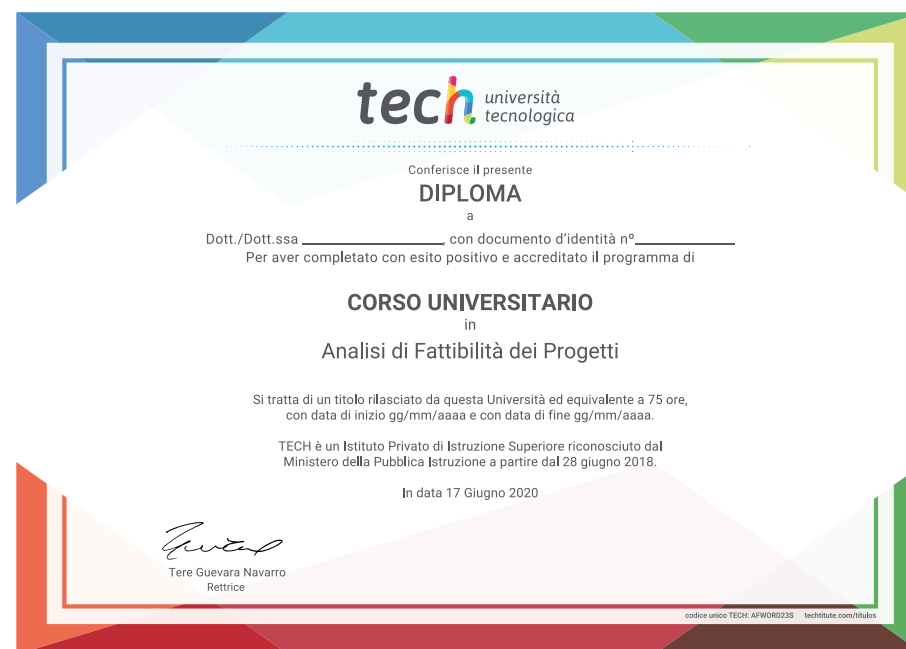 tech università
tecnologica
Conferisce il presente
DIPLOMA
a
Dott./Dott.ssa ____________________, con documento d'identità nº______________
Per aver completato con esito positivo e accreditato il programma di
CORSO UNIVERSITARIO
in
Analisi di Fattibilità dei Progetti
Si tratta di un titolo rilasciato da questa Università ed equivalente a 75 ore,
con data di inizio gg/mm/aaaa e con data di fine gg/mm/aaaa.
TECH è un Istituto Privato di Istruzione Superiore riconosciuto dal
Ministero della Pubblica Istruzione a partire dal 28 giugno 2018.
In data 17 Giugno 2020
Tere Guevara Navarro
Rettrice
codice unico TECH: AFWORD23S techtitute.com/títulos